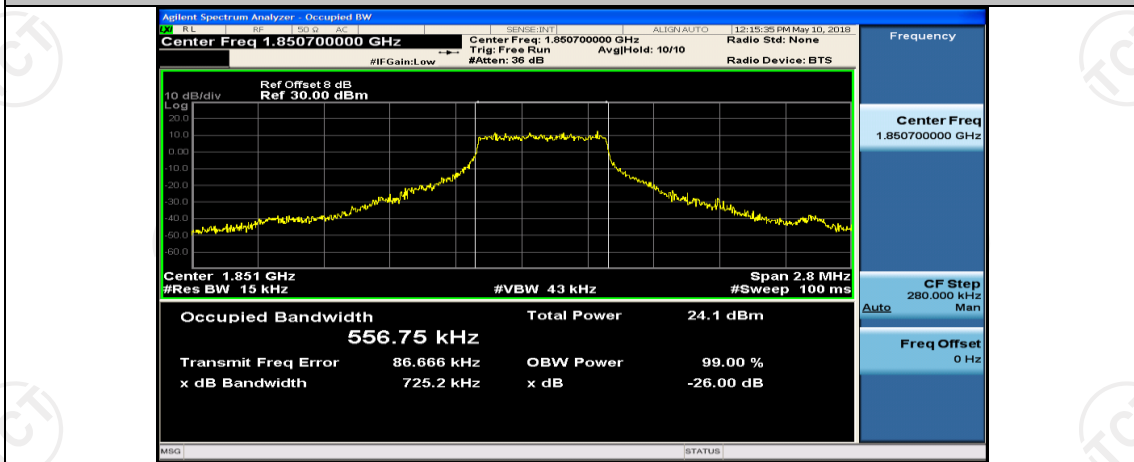 Agilent Spectrum Analyzer - Occupied BW
LXI RL RF 50 Ω AC SENSE:INT ALIGN AUTO 12:15:35 PM May 10, 2018
Center Freq 1.850700000 GHz
Center Freq: 1.850700000 GHz
Radio Std: None
Trig: Free Run Avg|Hold: 10/10
#IFGain:Low
#Atten: 36 dB
Radio Device: BTS
Ref Offset 8 dB
10 dB/div Ref 30.00 dBm
Log
20.0
10.0
0.00
-10.0
-20.0
-30.0
-40.0
-50.0
-60.0
Center 1.851 GHz Span 2.8 MHz
#Res BW 15 kHz #VBW 43 kHz #Sweep 100 ms
Occupied Bandwidth Total Power 24.1 dBm
556.75 kHz
Transmit Freq Error 86.666 kHz OBW Power 99.00 %
x dB Bandwidth 725.2 kHz x dB -26.00 dB
MSG STATUS
Frequency
Center Freq
1.850700000 GHz
CF Step
280.000 kHz
Auto Man
Freq Offset
0 Hz